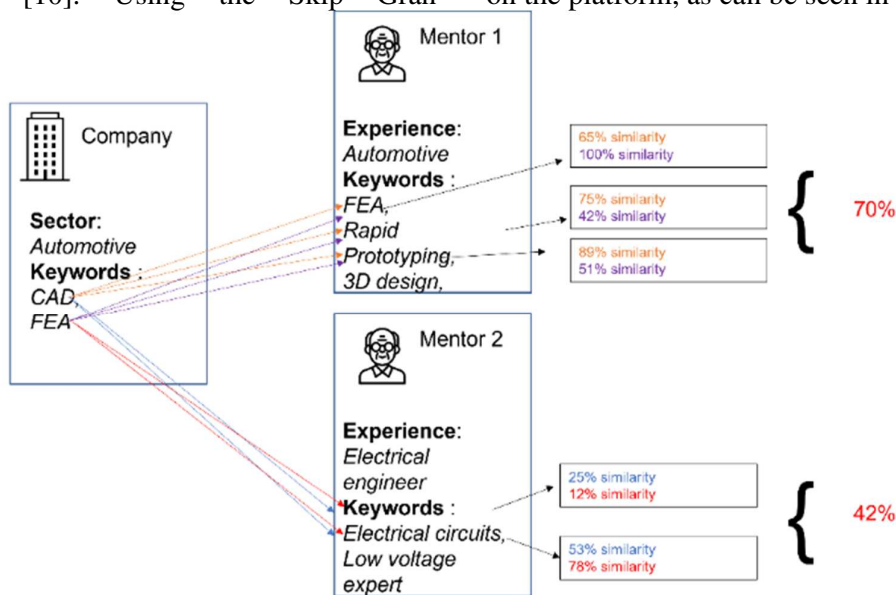 [10]. Using the Skip Gran on the platform, as can be seen in
Company
Sector:
Automotive
Keywords :
CAD,
FEA
Mentor 1
Experience:
Automotive
Keywords :
FEA,
Rapid
Prototyping,
3D design,
65% similarity
100% similarity
75% similarity
42% similarity
89% similarity
51% similarity
{
70%
Mentor 2
Experience:
Electrical
engineer
Keywords :
Electrical circuits,
Low voltage
expert
25% similarity
12% similarity
53% similarity
78% similarity
{
42%